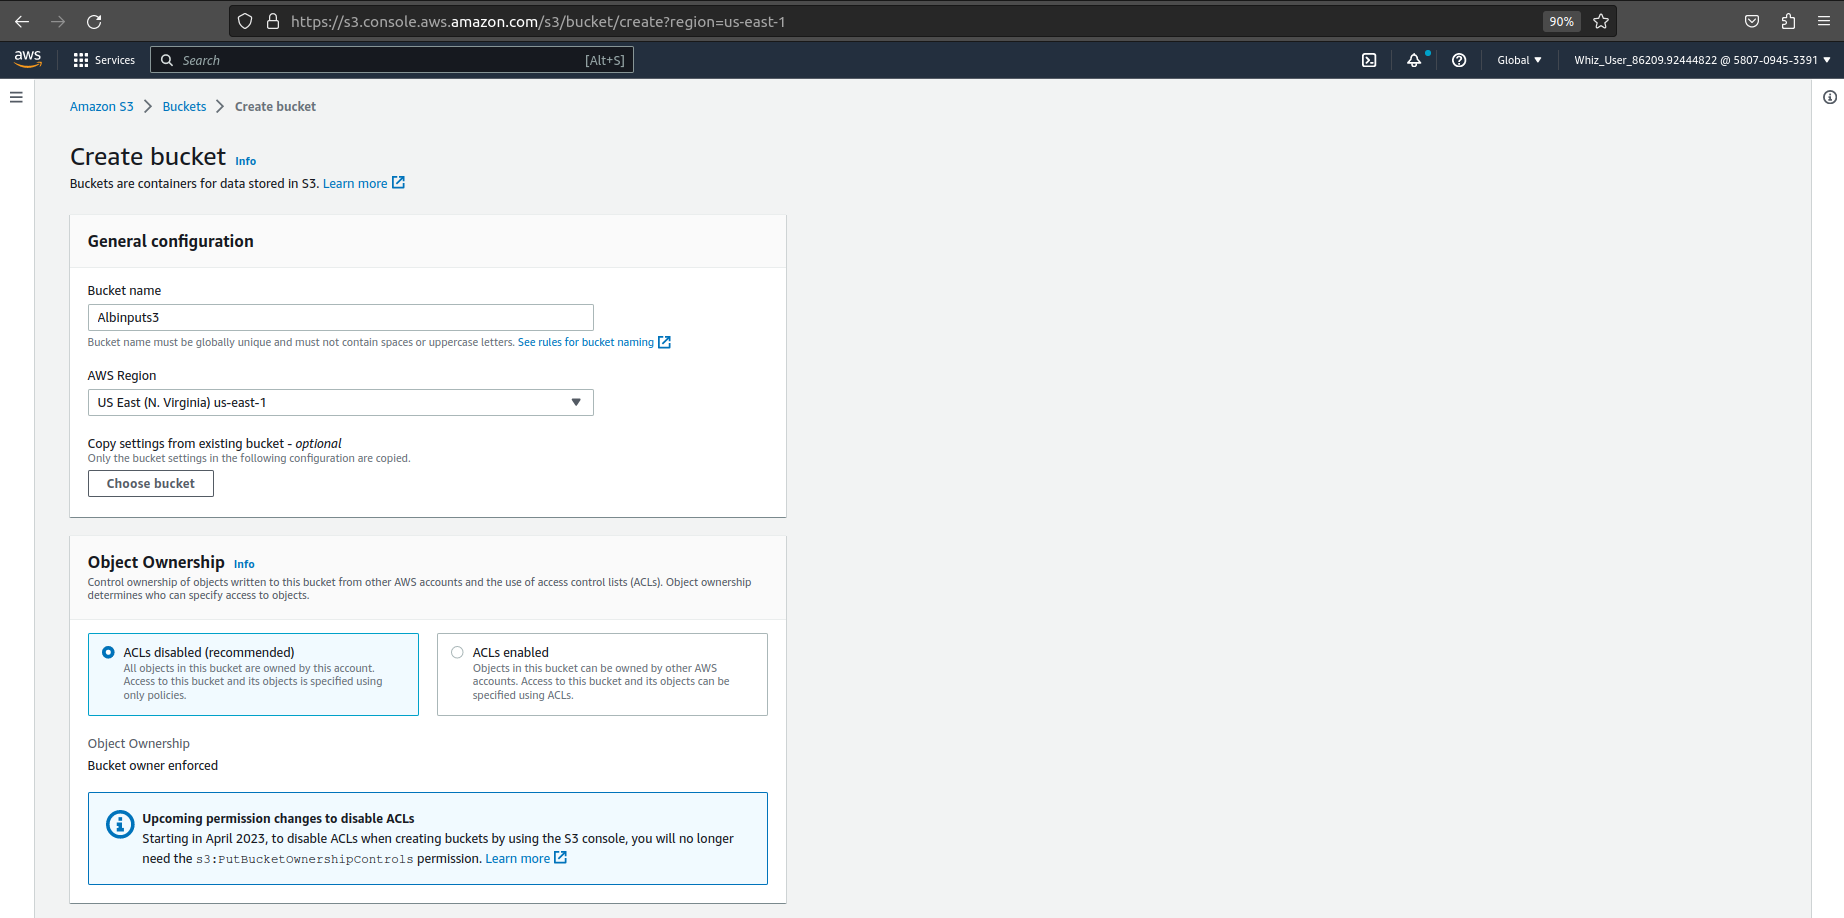 https://s3.console.aws.amazon.com/s3/bucket/create?region=us-east-1
90%
aws
Services
Search
[Alt+S]
Global
Whiz_User_86209.92444822 @ 5807-0945-3391
Amazon S3
Buckets
Create bucket
Create bucket Info
Buckets are containers for data stored in S3. Learn more
General configuration
Bucket name
Albinputs3
Bucket name must be globally unique and must not contain spaces or uppercase letters. See rules for bucket naming
AWS Region
US East (N. Virginia) us-east-1
Copy settings from existing bucket - optional
Only the bucket settings in the following configuration are copied.
Choose bucket
Object Ownership Info
Control ownership of objects written to this bucket from other AWS accounts and the use of access control lists (ACLs). Object ownership
determines who can specify access to objects.
ACLs disabled (recommended)
All objects in this bucket are owned by this account.
Access to this bucket and its objects is specified using
only policies.
ACLs enabled
Objects in this bucket can be owned by other AWS
accounts. Access to this bucket and its objects can be
specified using ACLs.
Object Ownership
Bucket owner enforced
Upcoming permission changes to disable ACLs
Starting in April 2023, to disable ACLs when creating buckets by using the S3 console, you will no longer
need the s3:PutBucketOwnershipControls permission. Learn more